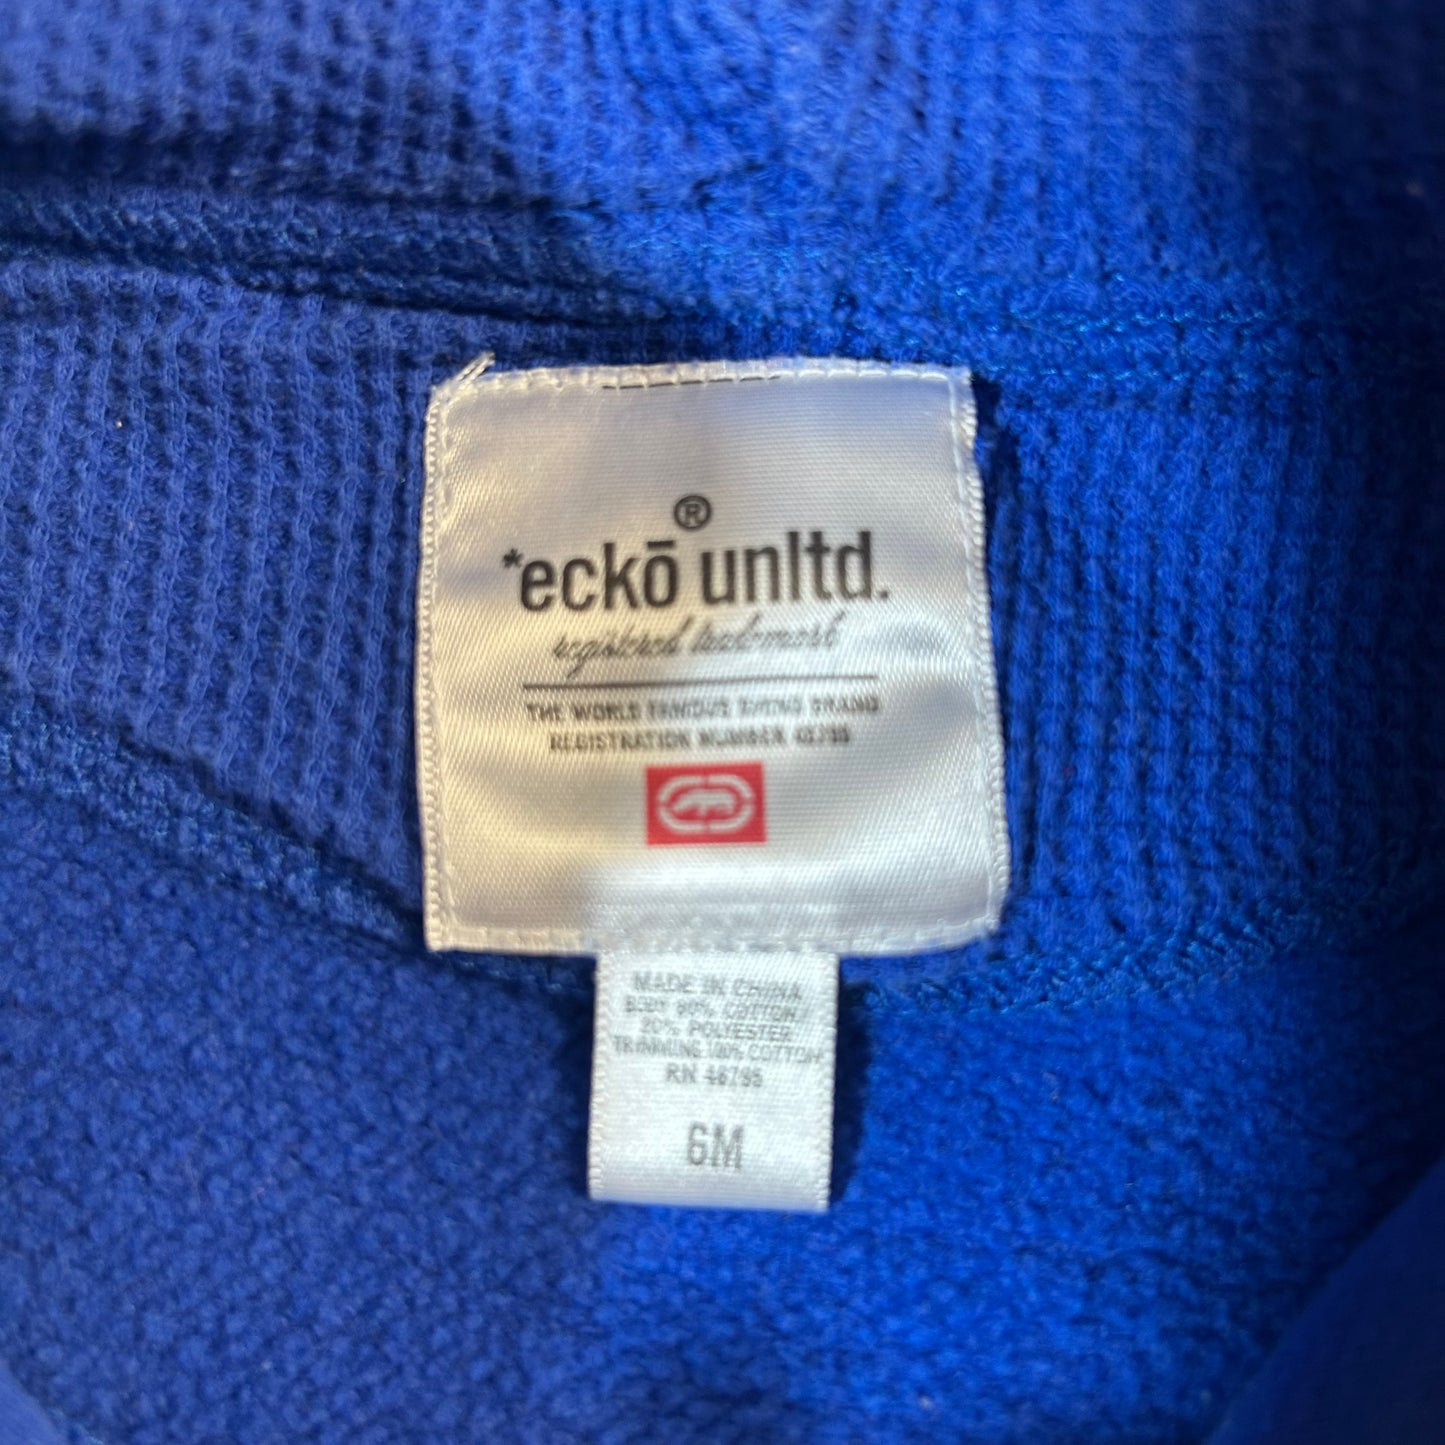 ®
*eckō unltd.
registered trademark
THE WORLD FAMOUS RHINO BRAND
REGISTRATION NUMBER 46795
MADE IN CHINA
BODY 80% COTTON/
20% POLYESTER
TRIMMING 100% COTTON
RN 46795
6M